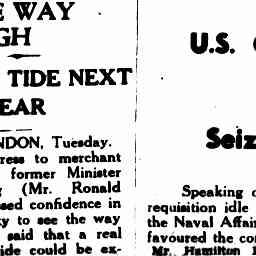 E WAY
GH
TIDE NEXT
EAR
NDON, Tuesday.
ress to merchant
former Minister
(Mr. Ronald
sed confidence in
ky to see the way
said that a real
ide could be ex-
U.S.
Seiz
Speaking o
requisition idle
the Naval Affai
favoured the co
Mr. Hamilton